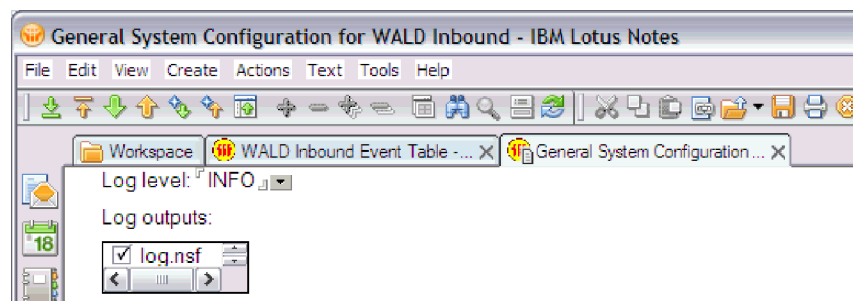 General System Configuration for WALD Inbound - IBM Lotus Notes
File Edit View Create Actions Text Tools Help
Workspace WALD Inbound Event Table -... General System Configuration ...
Log level: INFO
18
Log outputs:
log.nsf